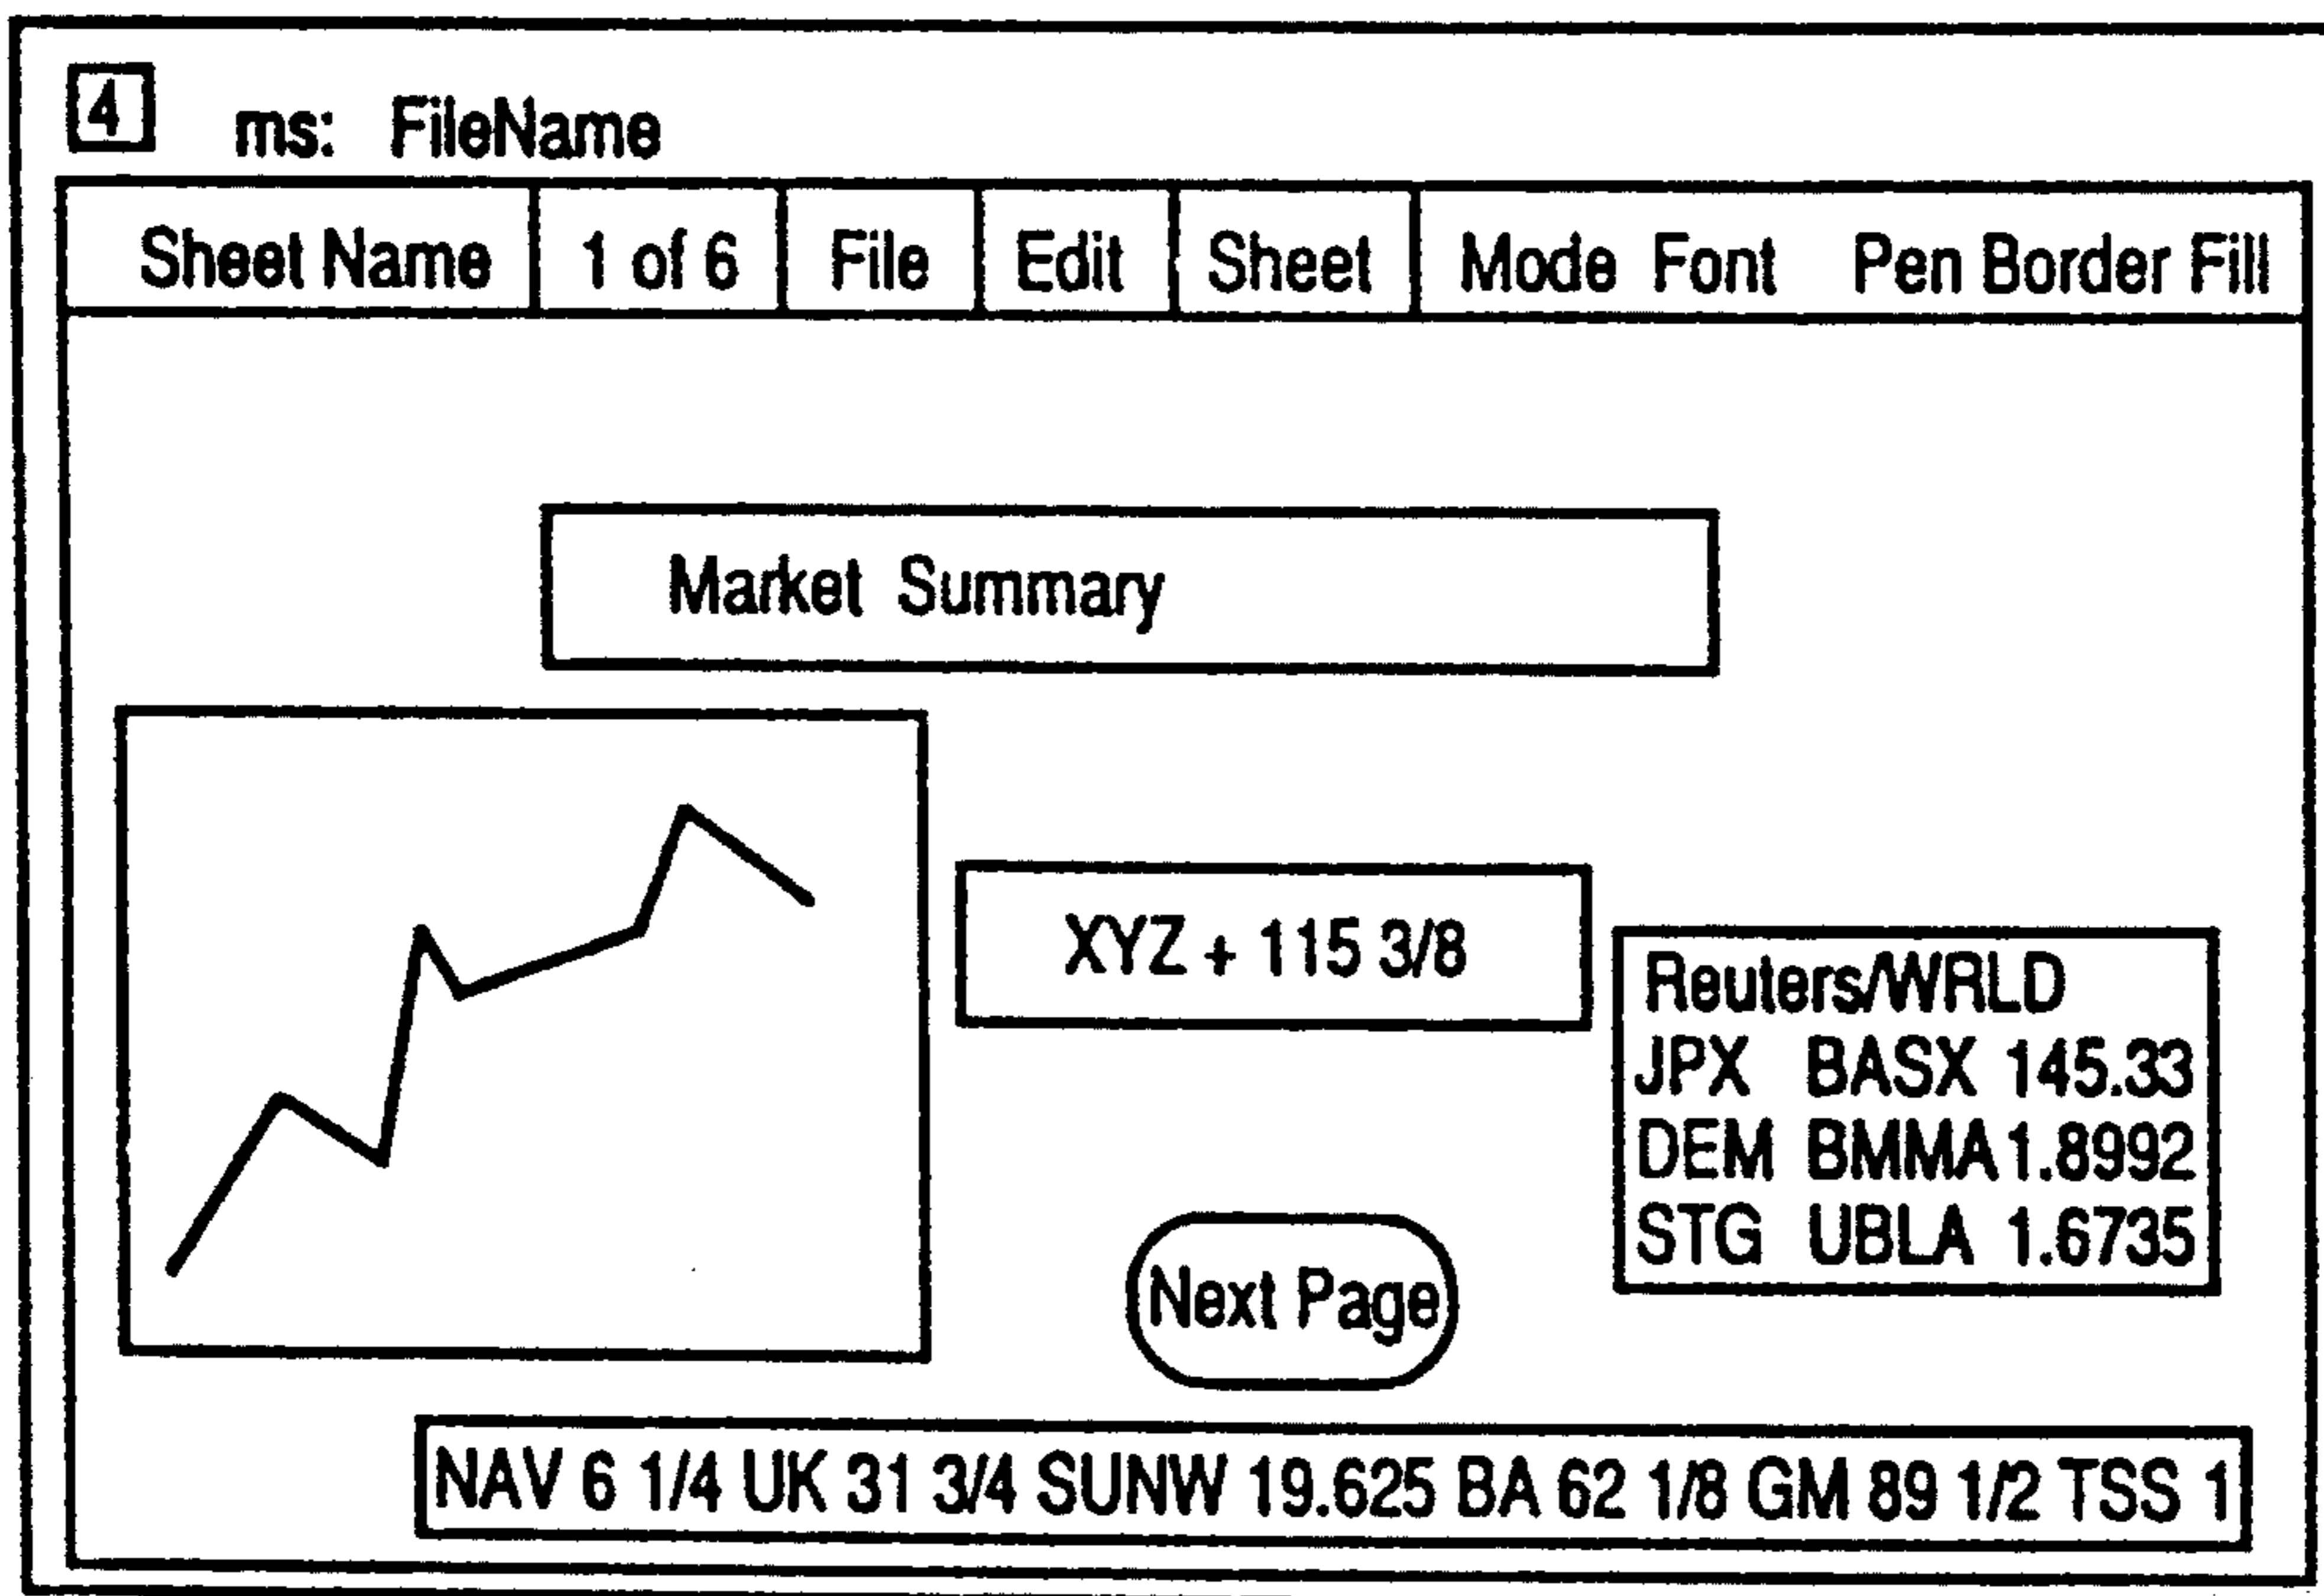 4 ms: FileName
Sheet Name 1 of 6 File Edit Sheet Mode Font Pen Border Fill
Market Summary
XYZ + 115 3/8
Reuters/WRLD
JPX BASX 145.33
DEM BMMA 1.8992
STG UBLA 1.6735
Next Page
NAV 6 1/4 UK 31 3/4 SUNW 19.625 BA 62 1/8 GM 89 1/2 TSS 1